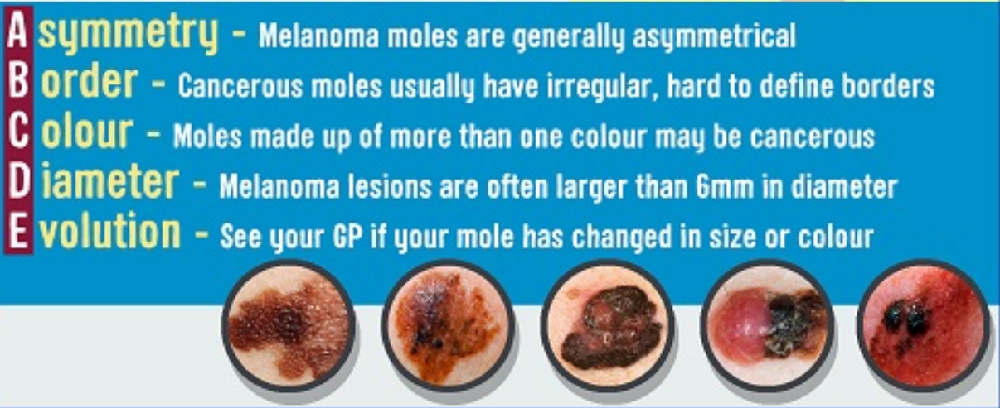 Asymmetry - Melanoma moles are generally asymmetrical
Border - Cancerous moles usually have irregular, hard to define borders
Colour - Moles made up of more than one colour may be cancerous
Diameter - Melanoma lesions are often larger than 6mm in diameter
Evolution - See your GP if your mole has changed in size or colour